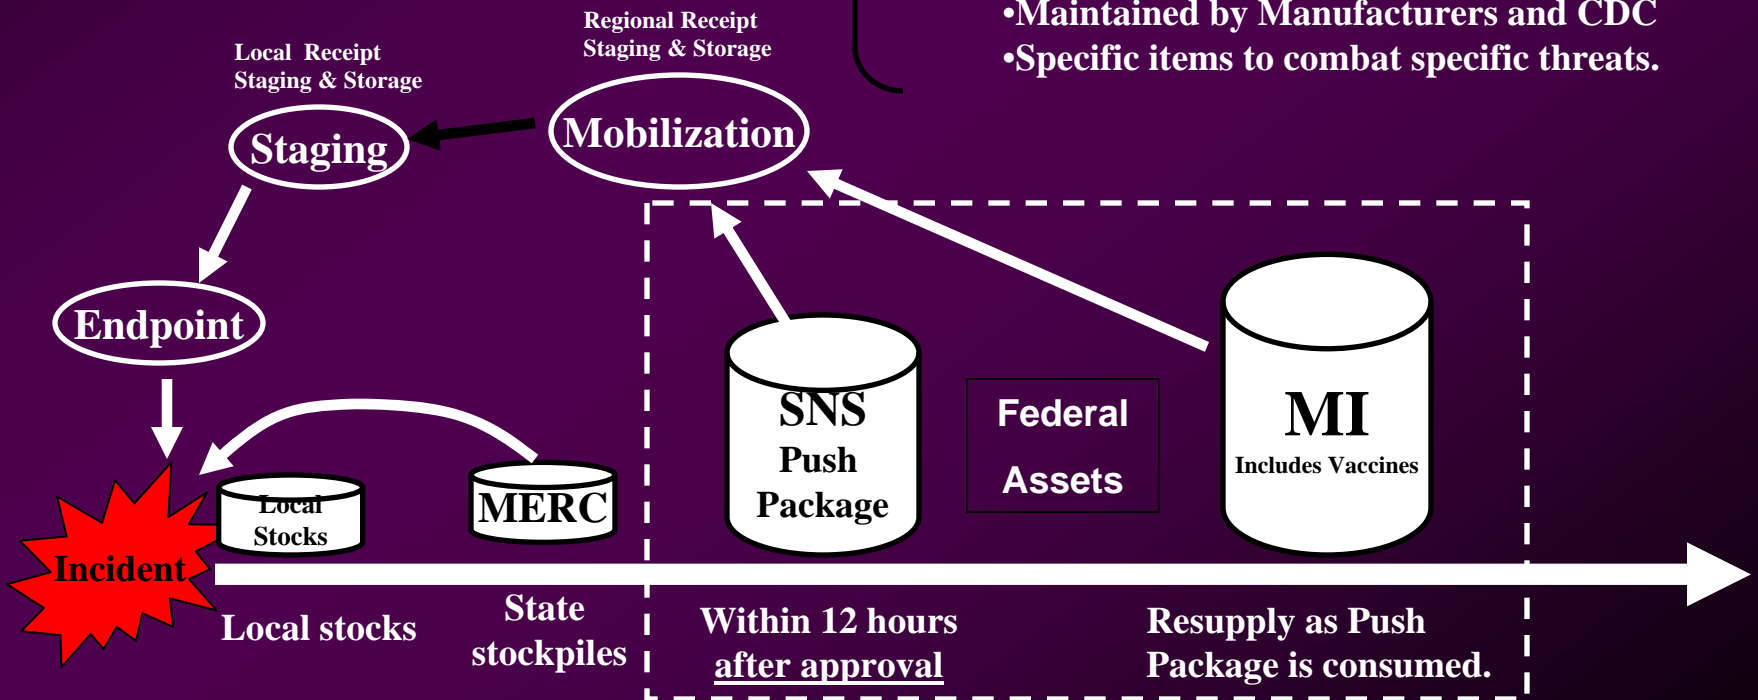 •Maintained by Manufacturers and CDC
•Specific items to combat specific threats.
Regional Receipt
Staging & Storage
Local Receipt
Staging & Storage
Mobilization
Staging
Endpoint
SNS
Push
Package
Federal
Assets
MI
Includes Vaccines
Local
Stocks
MERC
Incident
Local stocks
State
stockpiles
Within 12 hours
after approval
Resupply as Push
Package is consumed.